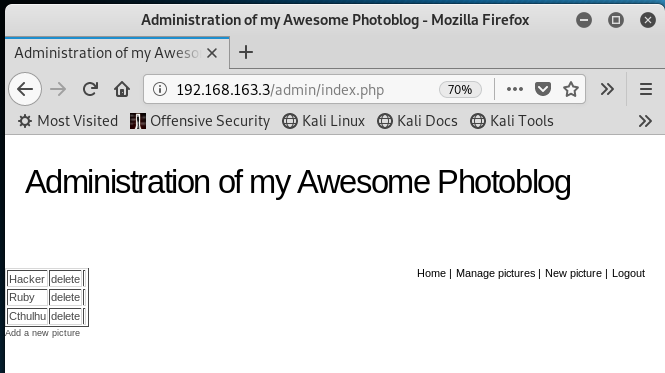 Administration of my Awesome Photoblog - Mozilla Firefox
Administration of my Aweso
192.168.163.3/admin/index.php 70%
Most Visited Offensive Security Kali Linux Kali Docs Kali Tools
Administration of my Awesome Photoblog
Home | Manage pictures | New picture | Logout
Hacker delete
Ruby delete
Cthulhu delete
Add a new picture